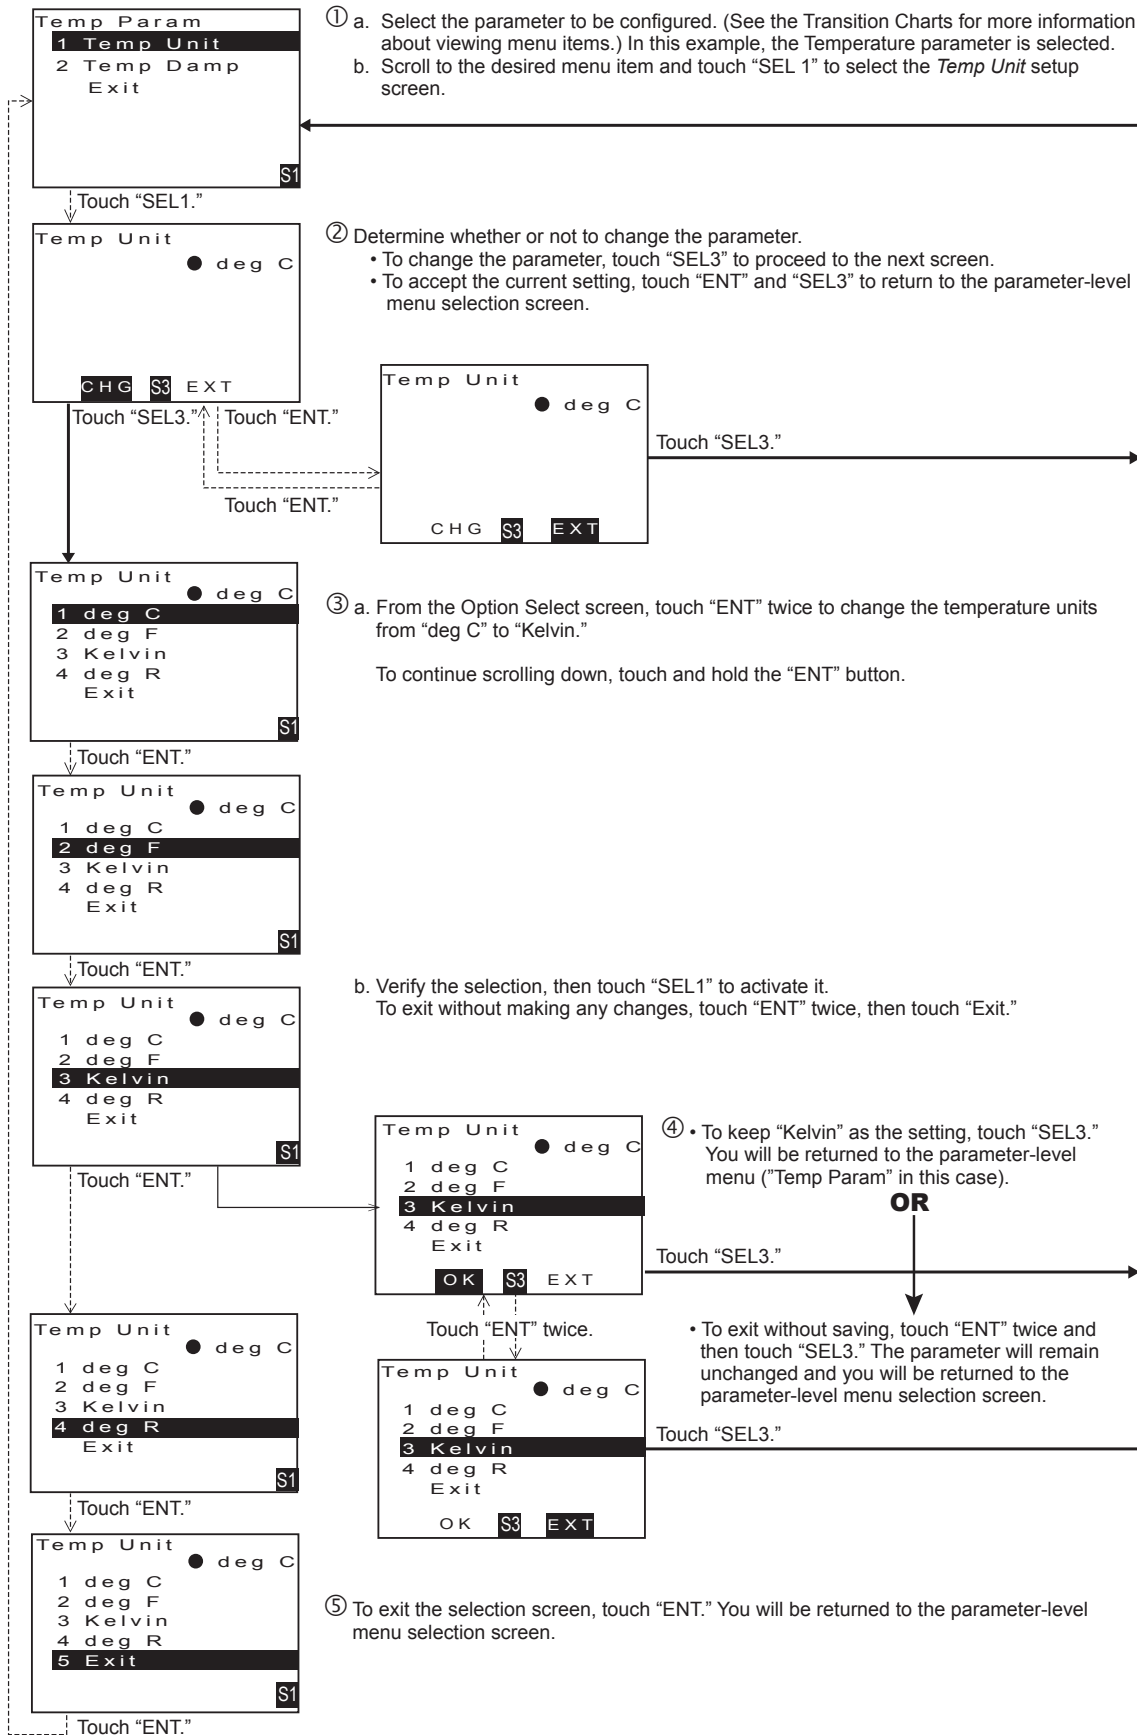 Temp Param
1 Temp Unit
2 Temp Damp
Exit
S1
① a. Select the parameter to be configured. (See the Transition Charts for more information
about viewing menu items.) In this example, the Temperature parameter is selected.
b. Scroll to the desired menu item and touch “SEL 1” to select the Temp Unit setup
screen.
Touch “SEL1.”
Temp Unit
● deg C
CHG S3 EXT
② Determine whether or not to change the parameter.
• To change the parameter, touch “SEL3” to proceed to the next screen.
• To accept the current setting, touch “ENT” and “SEL3” to return to the parameter-level
menu selection screen.
Touch “SEL3.”
Touch “ENT.”
Touch “ENT.”
Temp Unit
● deg C
CHG S3 EXT
Touch “SEL3.”
Temp Unit
● deg C
1 deg C
2 deg F
3 Kelvin
4 deg R
Exit
S1
③ a. From the Option Select screen, touch “ENT” twice to change the temperature units
from “deg C” to “Kelvin.”
To continue scrolling down, touch and hold the “ENT” button.
Touch “ENT.”
Temp Unit
● deg C
1 deg C
2 deg F
3 Kelvin
4 deg R
Exit
S1
Touch “ENT.”
b. Verify the selection, then touch “SEL1” to activate it.
To exit without making any changes, touch “ENT” twice, then touch “Exit.”
Temp Unit
● deg C
1 deg C
2 deg F
3 Kelvin
4 deg R
Exit
S1
Touch “ENT.”
Temp Unit
● deg C
1 deg C
2 deg F
3 Kelvin
4 deg R
Exit
OK S3 EXT
④ • To keep “Kelvin” as the setting, touch “SEL3.”
You will be returned to the parameter-level
menu (”Temp Param” in this case).
OR
Touch “SEL3.”
Touch “ENT” twice.
• To exit without saving, touch “ENT” twice and
then touch “SEL3.” The parameter will remain
unchanged and you will be returned to the
parameter-level menu selection screen.
Temp Unit
● deg C
1 deg C
2 deg F
3 Kelvin
4 deg R
Exit
OK S3 EXT
Touch “SEL3.”
Temp Unit
● deg C
1 deg C
2 deg F
3 Kelvin
4 deg R
Exit
S1
Touch “ENT.”
Temp Unit
● deg C
1 deg C
2 deg F
3 Kelvin
4 deg R
5 Exit
S1
⑤ To exit the selection screen, touch “ENT.” You will be returned to the parameter-level
menu selection screen.
Touch “ENT.”